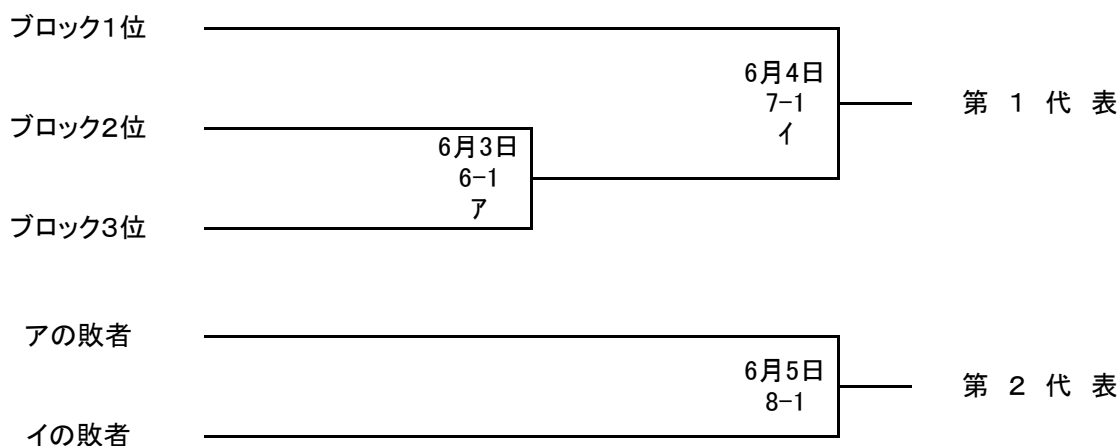 ブロック１位
6月4日
7-1
イ
第 １ 代 表
ブロック２位
6月3日
6-1
ア
ブロック３位
アの敗者
6月5日
8-1
第 ２ 代 表
イの敗者